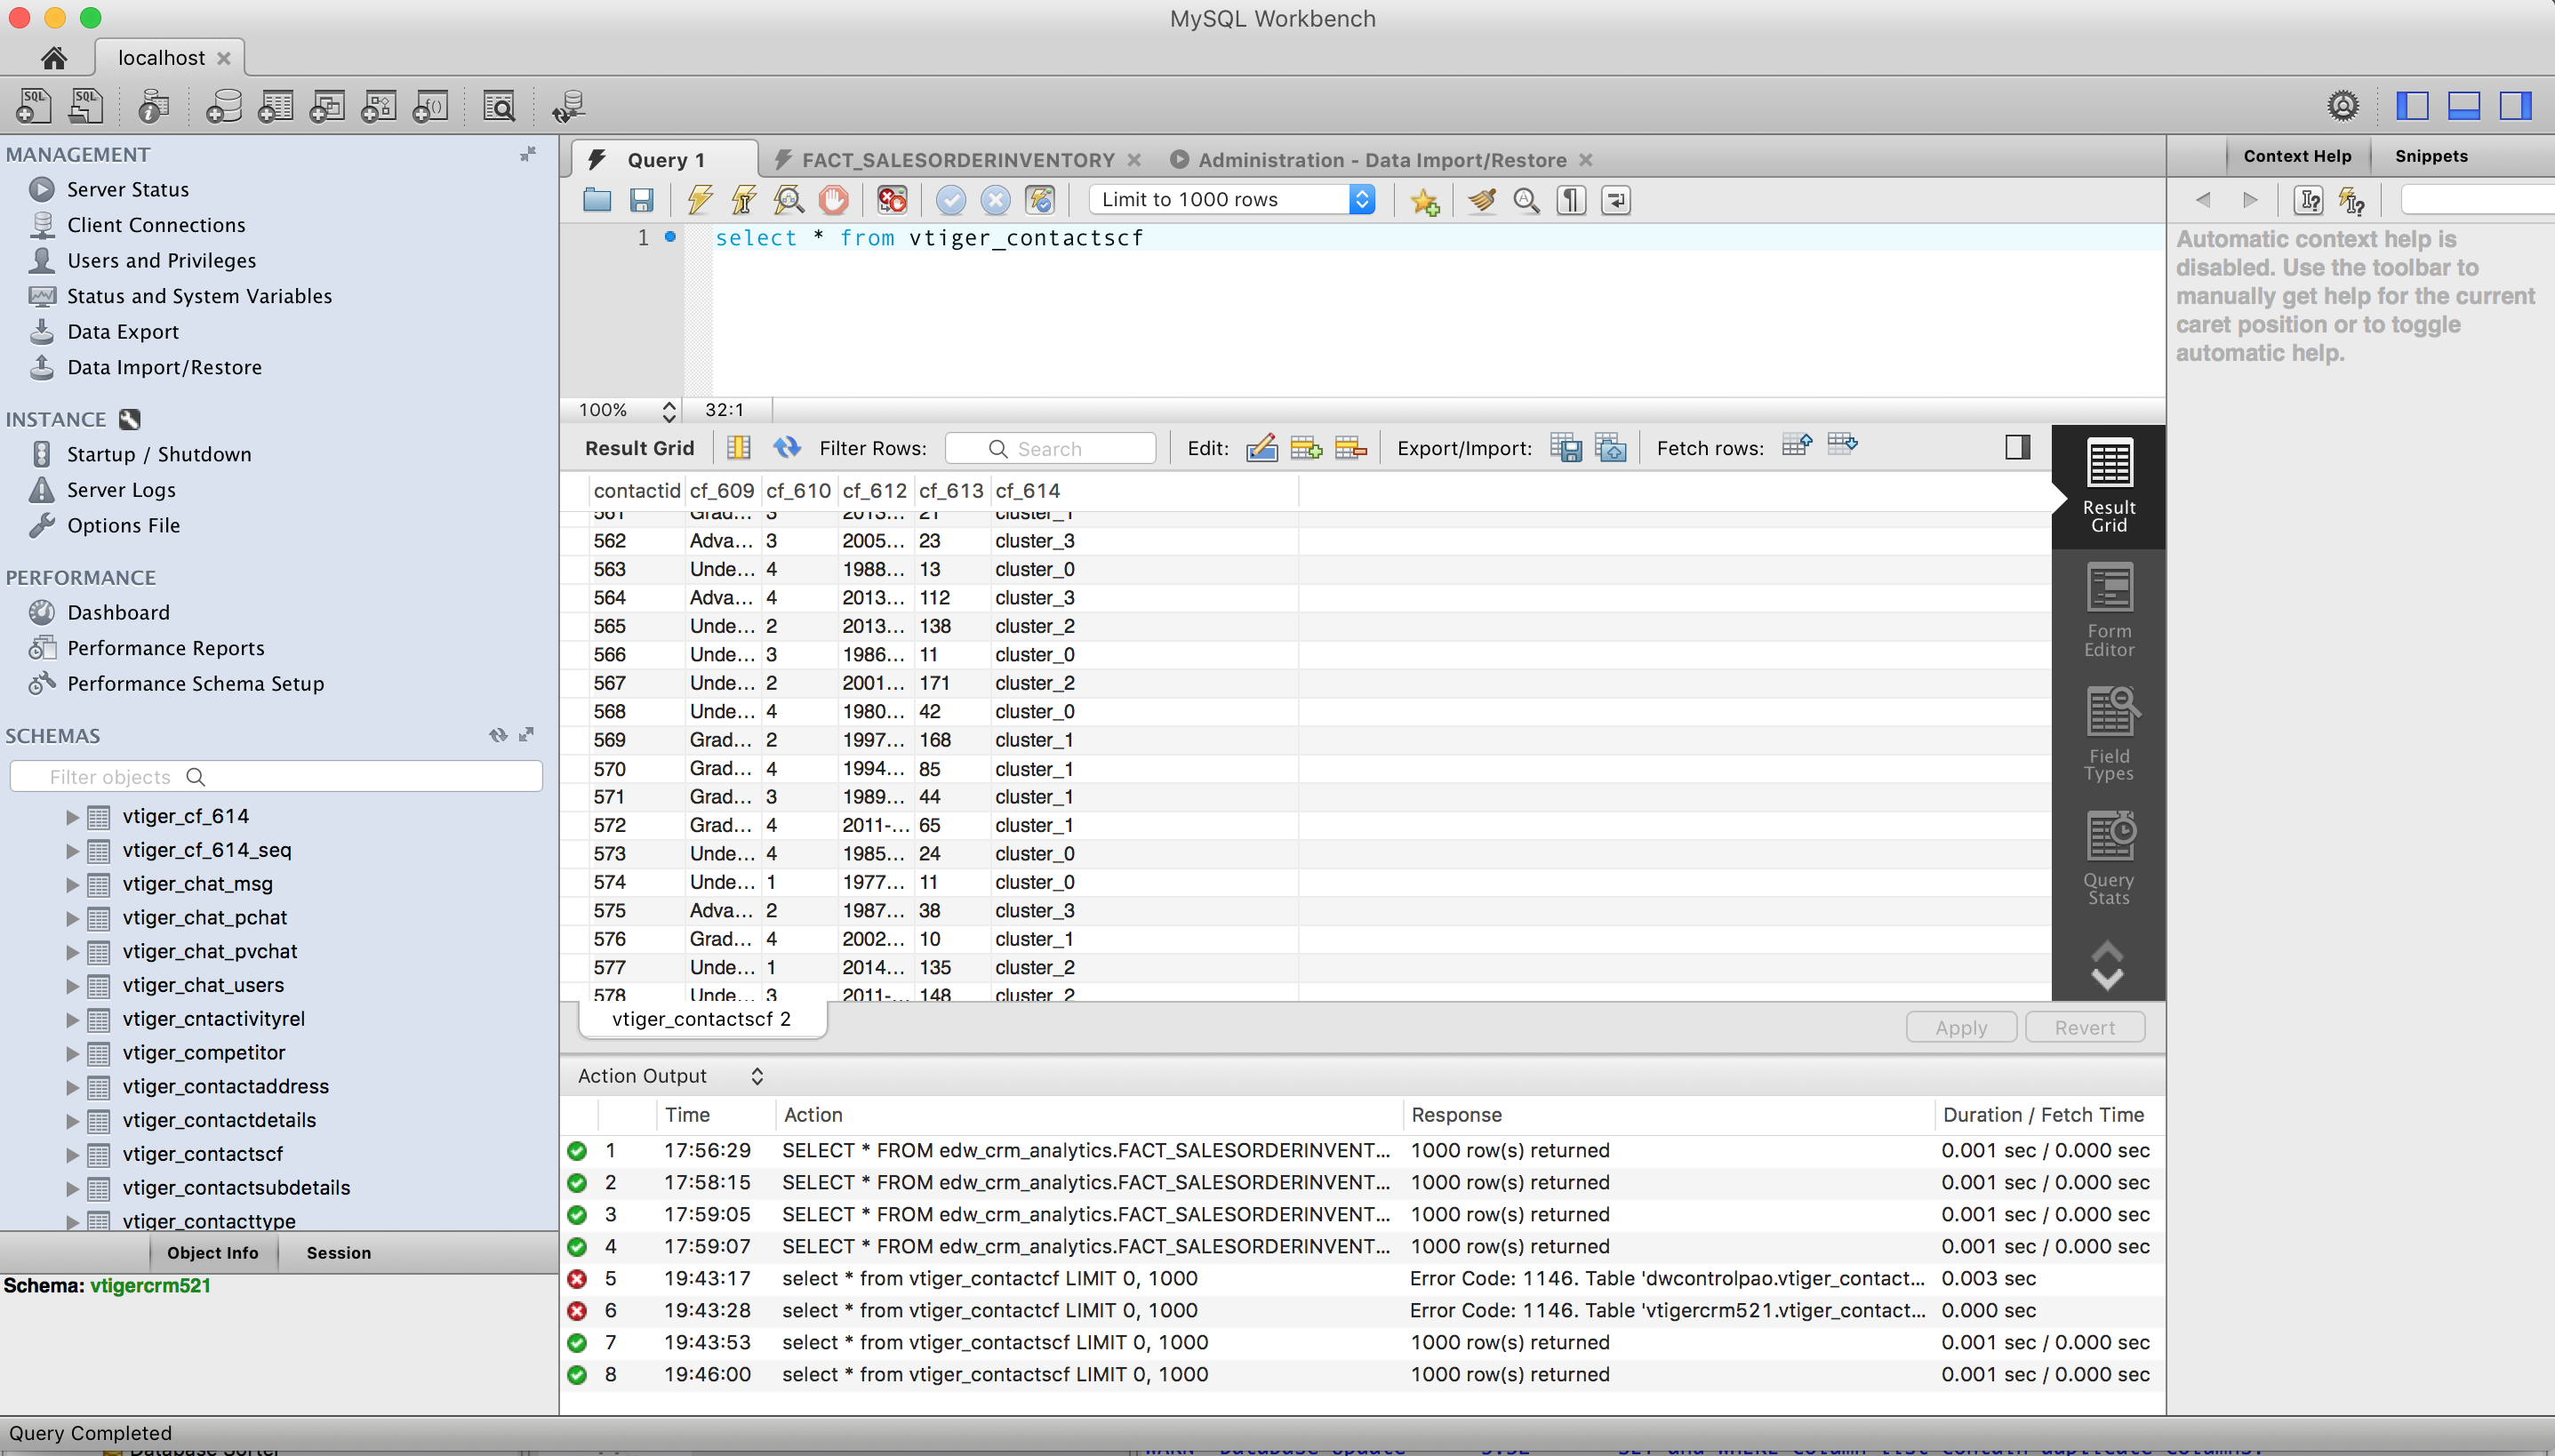 MySQL Workbench
localhost
MANAGEMENT
Server Status
Client Connections
Users and Privileges
Status and System Variables
Data Export
Data Import/Restore
INSTANCE
Startup / Shutdown
Server Logs
Options File
PERFORMANCE
Dashboard
Performance Reports
Performance Schema Setup
SCHEMAS
Filter objects
vtiger_cf_614
vtiger_cf_614_seq
vtiger_chat_msg
vtiger_chat_pchat
vtiger_chat_pvchat
vtiger_chat_users
vtiger_cntactivityrel
vtiger_competitor
vtiger_contactaddress
vtiger_contactdetails
vtiger_contactscf
vtiger_contactsubdetails
vtiger_contacttype
Object Info Session
Schema: vtigercrm521
Query 1 FACT_SALESORDERINVENTORY Administration - Data Import/Restore
Limit to 1000 rows
1 select * from vtiger_contactscf
100% 32:1
Result Grid Filter Rows: Search Edit: Export/Import: Fetch rows:
contactid cf_609 cf_610 cf_612 cf_613 cf_614
561 Grad... 3 2013... 21 cluster_1
562 Adva... 3 2005... 23 cluster_3
563 Unde... 4 1988... 13 cluster_0
564 Adva... 4 2013... 112 cluster_3
565 Unde... 2 2013... 138 cluster_2
566 Unde... 3 1986... 11 cluster_0
567 Unde... 2 2001... 171 cluster_2
568 Unde... 4 1980... 42 cluster_0
569 Grad... 2 1997... 168 cluster_1
570 Grad... 4 1994... 85 cluster_1
571 Grad... 3 1989... 44 cluster_1
572 Grad... 4 2011-... 65 cluster_1
573 Unde... 4 1985... 24 cluster_0
574 Unde... 1 1977... 11 cluster_0
575 Adva... 2 1987... 38 cluster_3
576 Grad... 4 2002... 10 cluster_1
577 Unde... 1 2014... 135 cluster_2
578 Unde... 3 2011-... 148 cluster_2
Result
Grid
Form
Editor
Field
Types
Query
Stats
vtiger_contactscf 2
Apply Revert
Action Output
Time Action Response Duration / Fetch Time
1 17:56:29 SELECT * FROM edw_crm_analytics.FACT_SALESORDERINVENT... 1000 row(s) returned 0.001 sec / 0.000 sec
2 17:58:15 SELECT * FROM edw_crm_analytics.FACT_SALESORDERINVENT... 1000 row(s) returned 0.001 sec / 0.000 sec
3 17:59:05 SELECT * FROM edw_crm_analytics.FACT_SALESORDERINVENT... 1000 row(s) returned 0.001 sec / 0.000 sec
4 17:59:07 SELECT * FROM edw_crm_analytics.FACT_SALESORDERINVENT... 1000 row(s) returned 0.001 sec / 0.000 sec
5 19:43:17 select * from vtiger_contactcf LIMIT 0, 1000 Error Code: 1146. Table 'dwcontrolpao.vtiger_contact... 0.003 sec
6 19:43:28 select * from vtiger_contactcf LIMIT 0, 1000 Error Code: 1146. Table 'vtigercrm521.vtiger_contact... 0.000 sec
7 19:43:53 select * from vtiger_contactscf LIMIT 0, 1000 1000 row(s) returned 0.001 sec / 0.000 sec
8 19:46:00 select * from vtiger_contactscf LIMIT 0, 1000 1000 row(s) returned 0.001 sec / 0.000 sec
Context Help Snippets
Automatic context help is
disabled. Use the toolbar to
manually get help for the current
caret position or to toggle
automatic help.
Query Completed